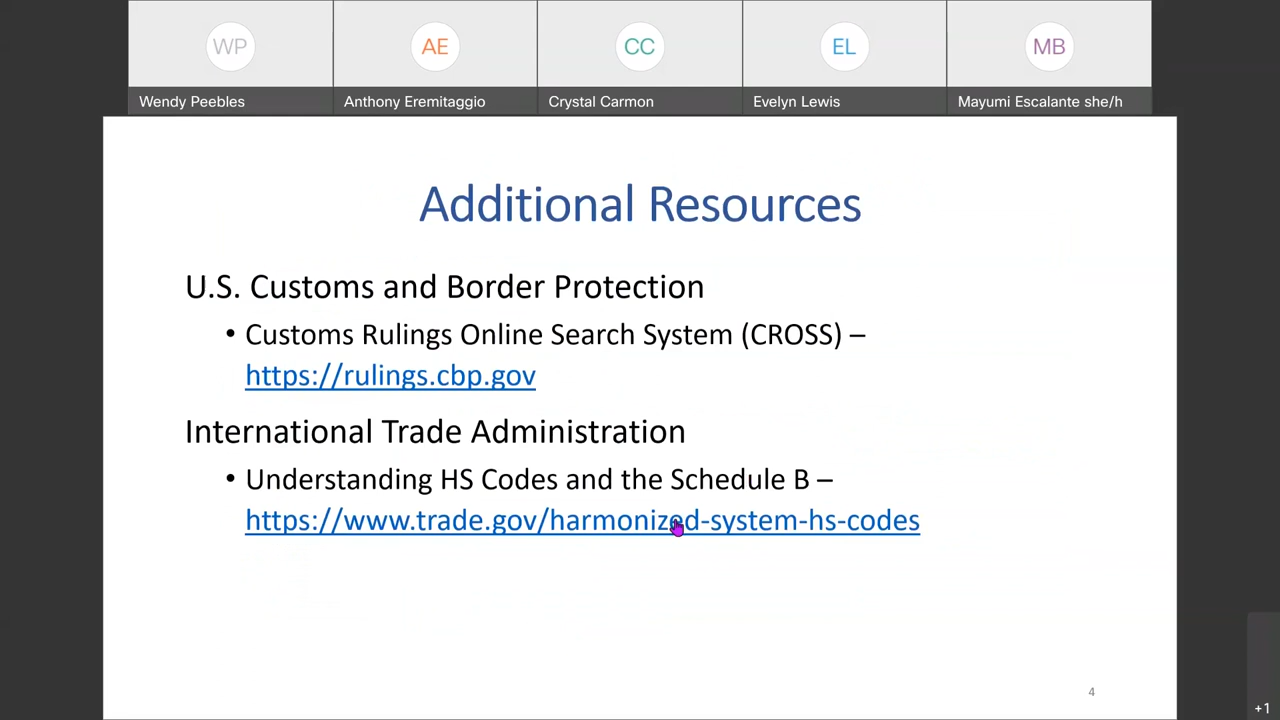 WP
AE
CC
EL
MB
Wendy Peebles
Anthony Eremitaggio
Crystal Carmon
Evelyn Lewis
Mayumi Escalante she/h
Additional Resources
U.S. Customs and Border Protection
• Customs Rulings Online Search System (CROSS) –
https://rulings.cbp.gov
International Trade Administration
• Understanding HS Codes and the Schedule B –
https://www.trade.gov/harmonized-system-hs-codes
4
+1